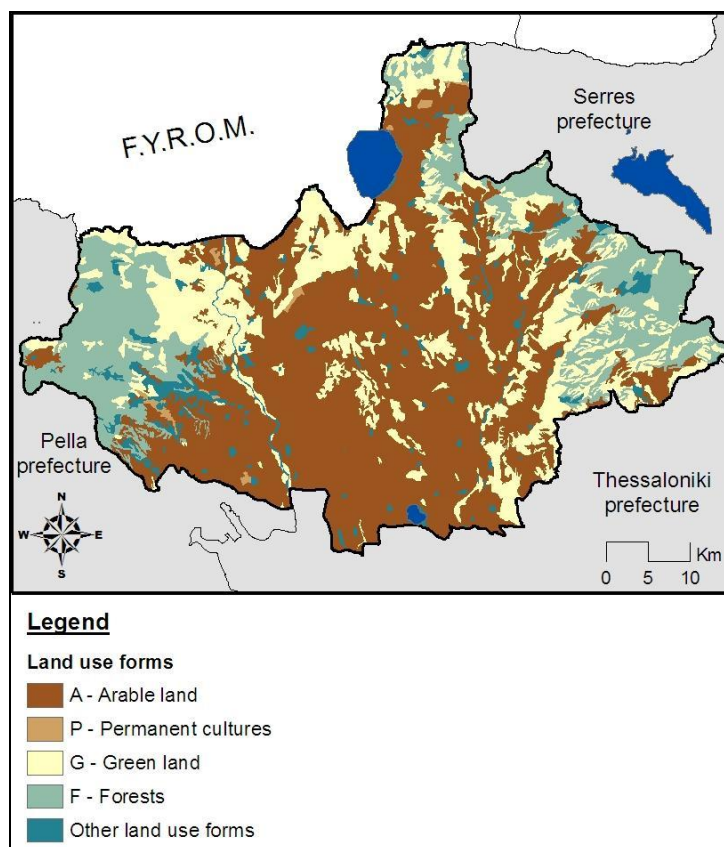 F.Y.R.O.M.
Serres
prefecture
Pella
prefecture
Thessaloniki
prefecture
N
W E
S
Km
0 5 10
Legend
Land use forms
A - Arable land
P - Permanent cultures
G - Green land
F - Forests
Other land use forms